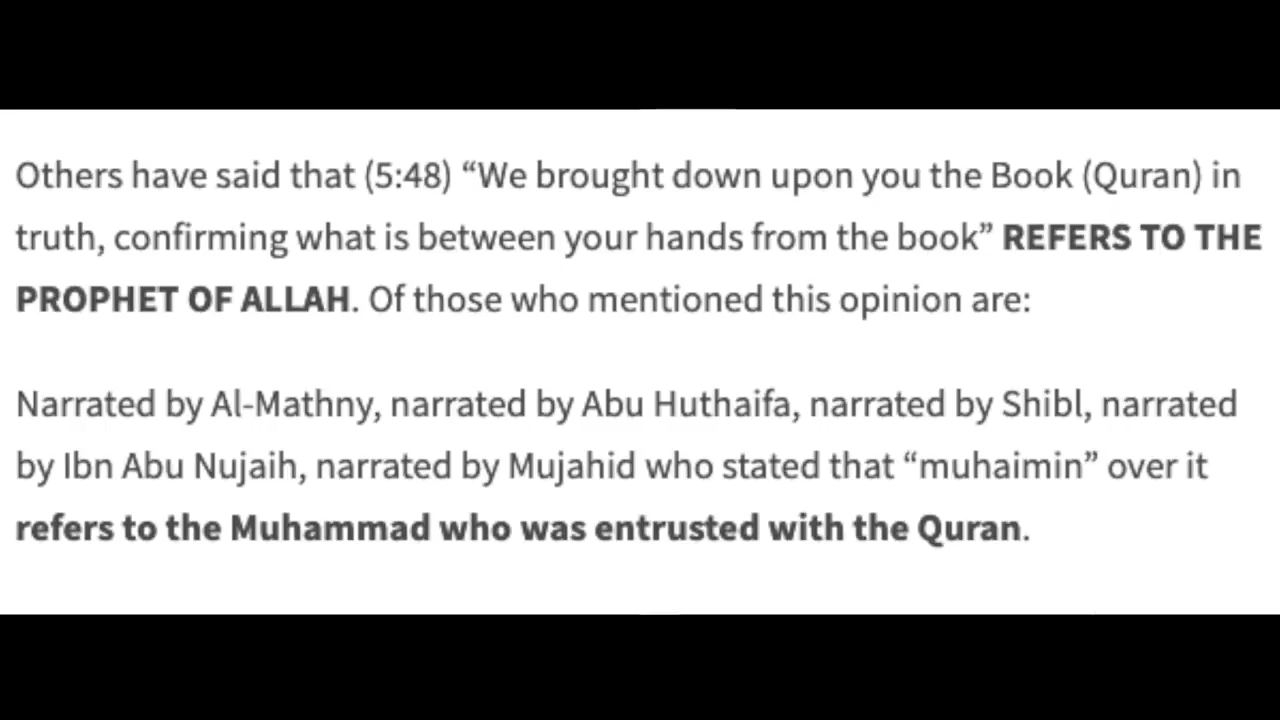 Others have said that (5:48) “We brought down upon you the Book (Quran) in
truth, confirming what is between your hands from the book” REFERS TO THE
PROPHET OF ALLAH. Of those who mentioned this opinion are:
Narrated by Al-Mathny, narrated by Abu Huthaifa, narrated by Shibl, narrated
by Ibn Abu Nujaih, narrated by Mujahid who stated that “muhaimin” over it
refers to the Muhammad who was entrusted with the Quran.